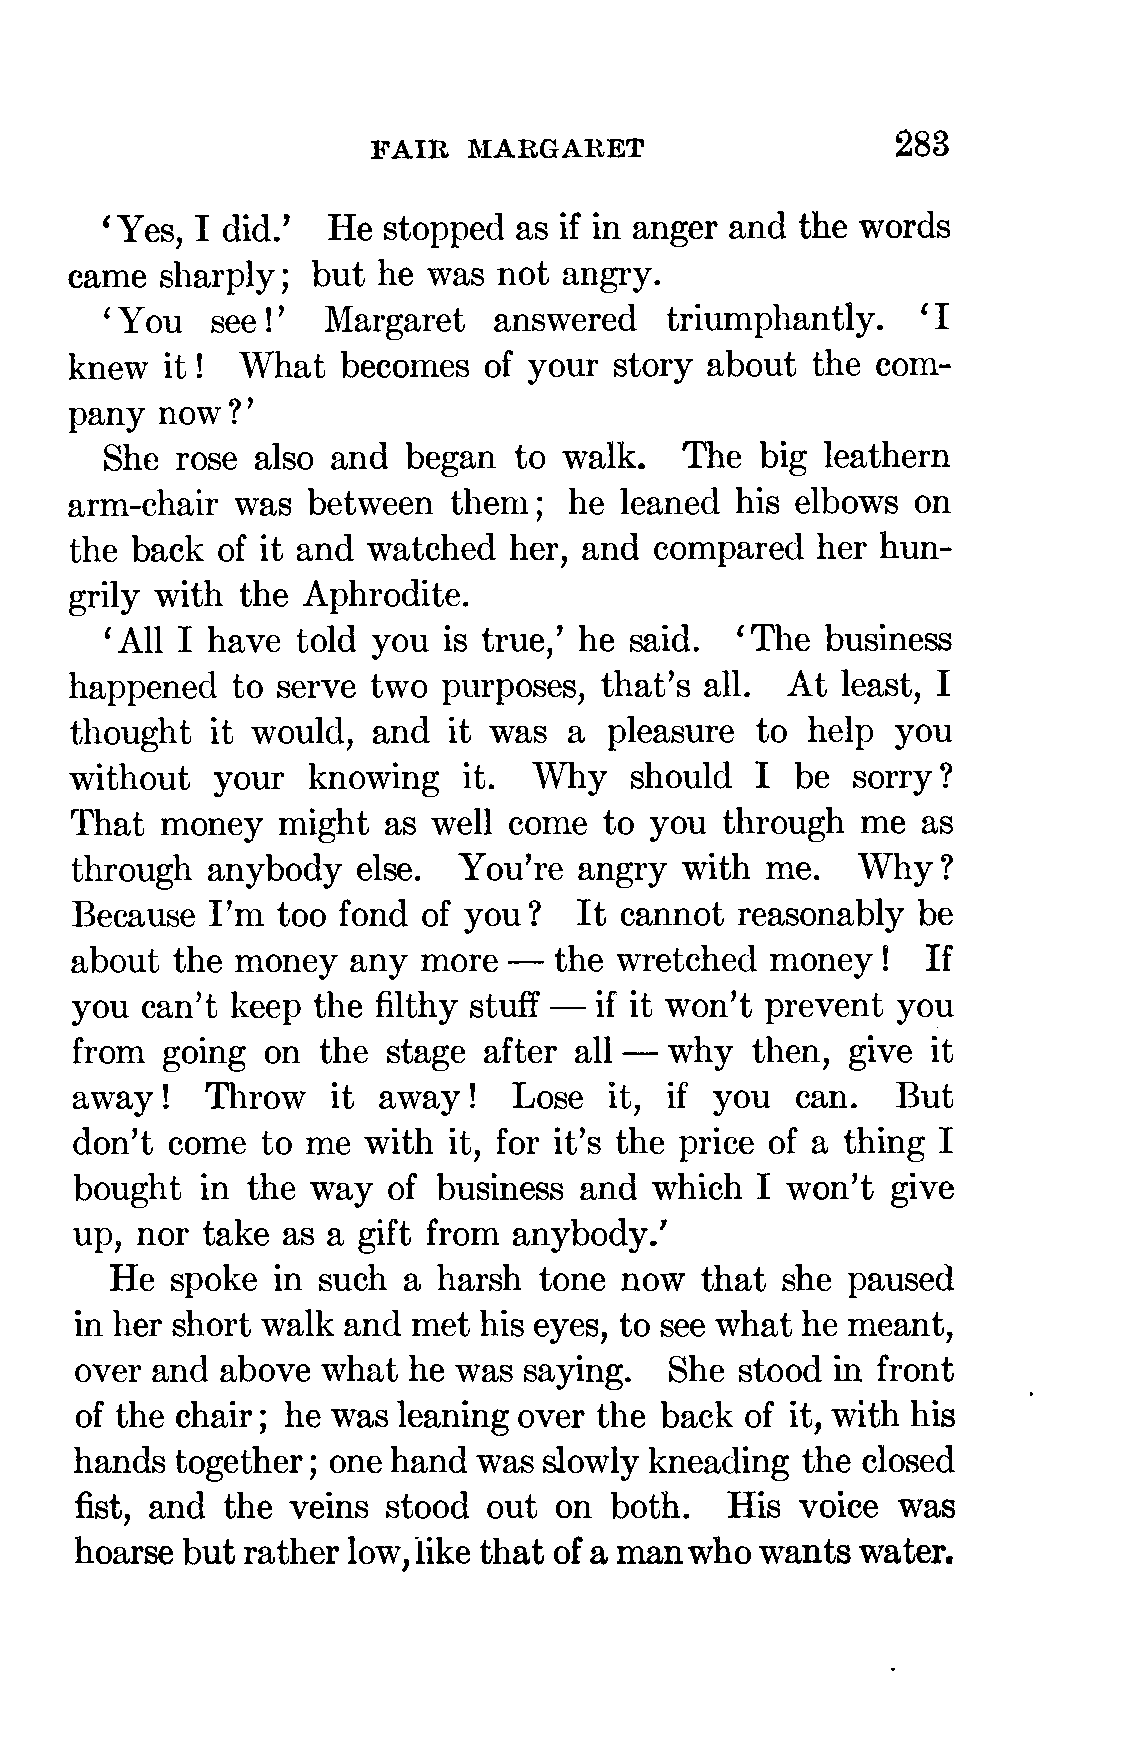 FAIR MARGARET 283
‘Yes, I did.’ He stopped as if in anger and the words
came sharply; but he was not angry.
‘You see!’ Margaret answered triumphantly. ‘I
knew it! What becomes of your story about the com-
pany now?’
She rose also and began to walk. The big leathern
arm-chair was between them; he leaned his elbows on
the back of it and watched her, and compared her hun-
grily with the Aphrodite.
‘All I have told you is true,’ he said. ‘The business
happened to serve two purposes, that’s all. At least, I
thought it would, and it was a pleasure to help you
without your knowing it. Why should I be sorry?
That money might as well come to you through me as
through anybody else. You’re angry with me. Why?
Because I’m too fond of you? It cannot reasonably be
about the money any more — the wretched money! If
you can’t keep the filthy stuff — if it won’t prevent you
from going on the stage after all — why then, give it
away! Throw it away! Lose it, if you can. But
don’t come to me with it, for it’s the price of a thing I
bought in the way of business and which I won’t give
up, nor take as a gift from anybody.’
He spoke in such a harsh tone now that she paused
in her short walk and met his eyes, to see what he meant,
over and above what he was saying. She stood in front
of the chair; he was leaning over the back of it, with his
hands together; one hand was slowly kneading the closed
fist, and the veins stood out on both. His voice was
hoarse but rather low, like that of a man who wants water.